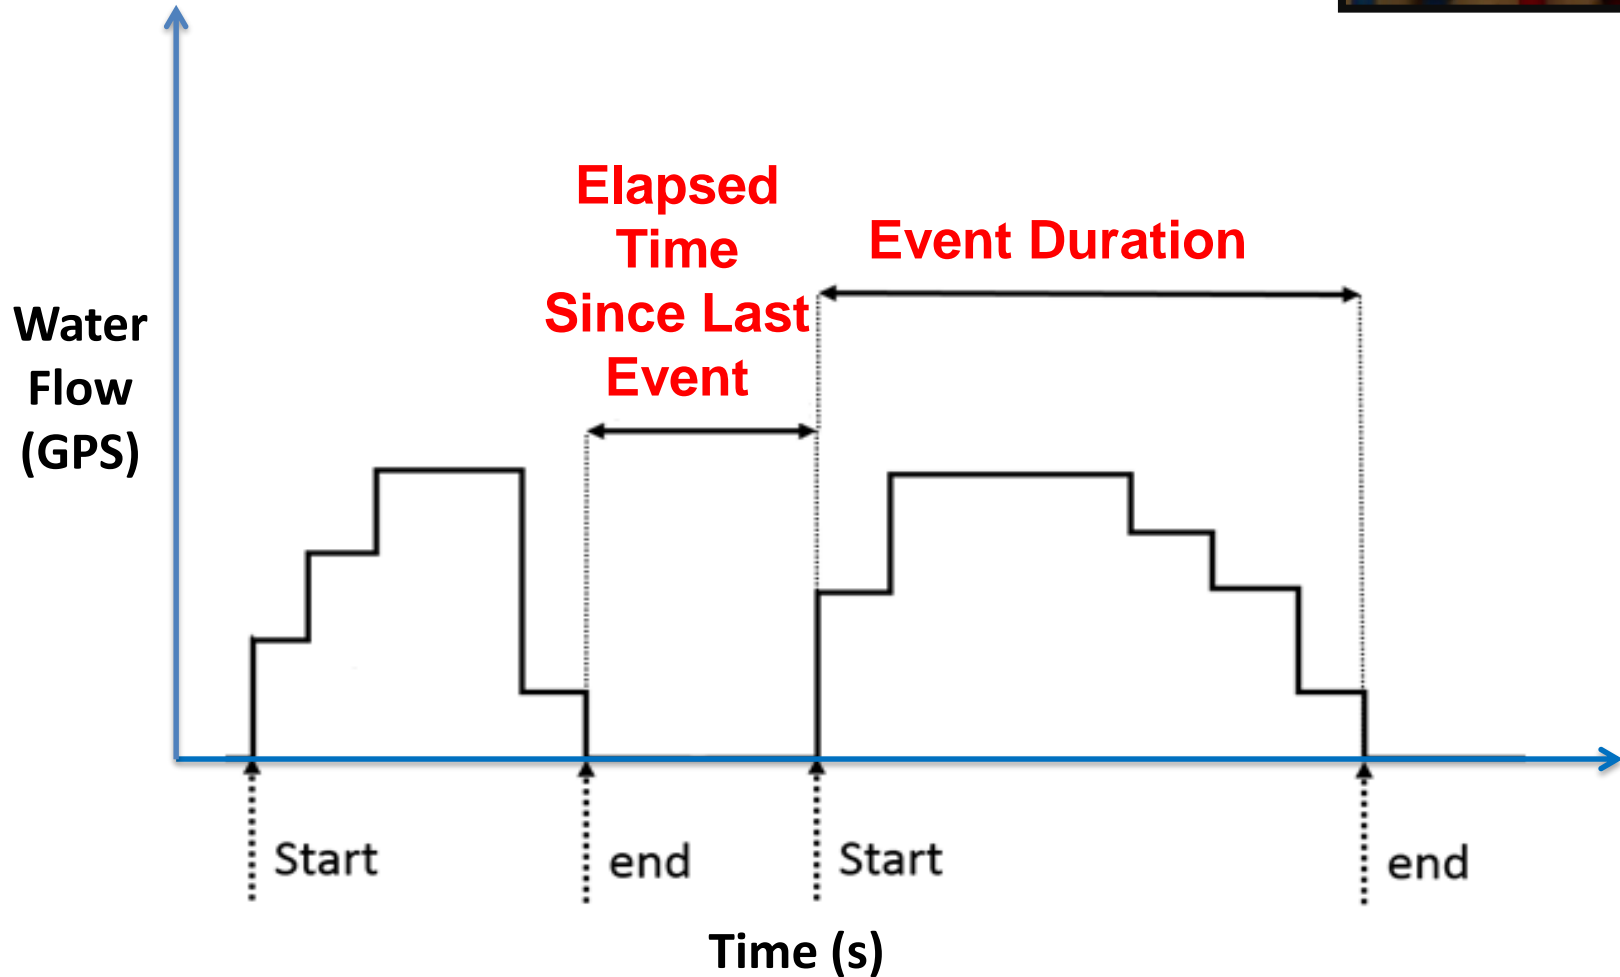 Elapsed
Time
Since Last
Event
Event Duration
Water
Flow
(GPS)
Start
end
Start
end
Time (s)